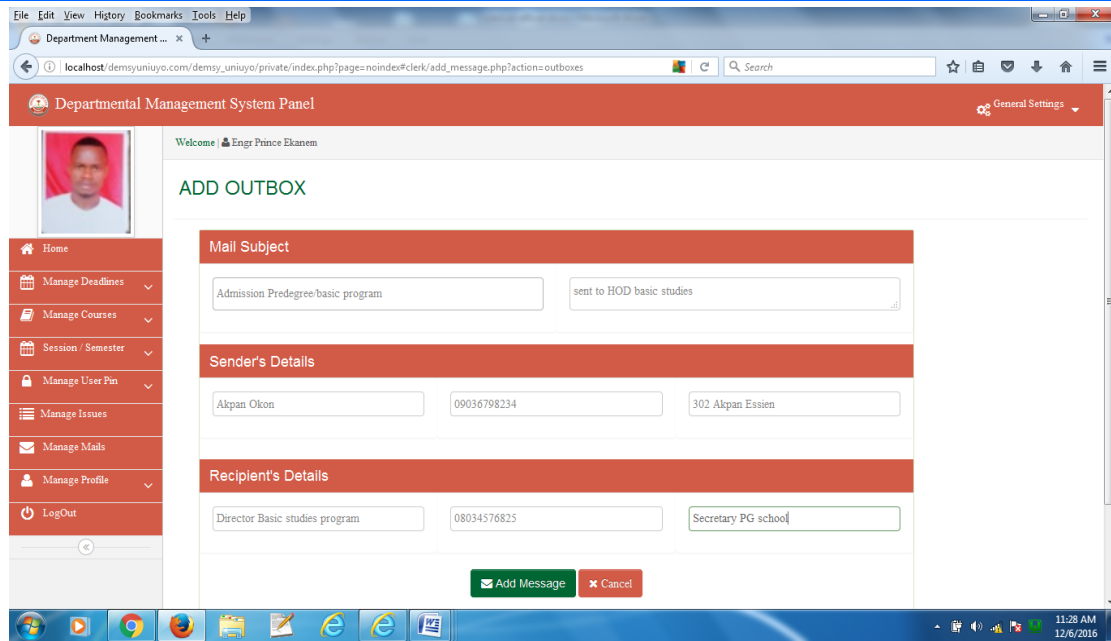 File Edit View History Bookmarks Tools Help
Department Management ... × +
localhost/demsyuniuyo.com/demsy_uniuyo/private/index.php?page=noindex#clerk/add_message.php?action=outboxes
Search
Departmental Management System Panel
General Settings
Welcome | Engr Prince Ekanem
ADD OUTBOX
Home
Manage Deadlines
Manage Courses
Session / Semester
Manage User Pin
Manage Issues
Manage Mails
Manage Profile
LogOut
Mail Subject
Admission Predegree/basic program
sent to HOD basic studies
Sender's Details
Akpan Okon
09036798234
302 Akpan Essien
Recipient's Details
Director Basic studies program
08034576825
Secretary PG school
Add Message
Cancel
11:28 AM
12/6/2016